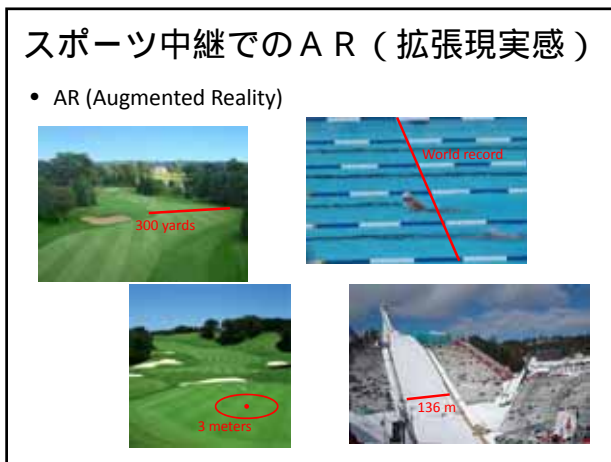 スポーツ中継でのＡＲ（拡張現実感）
• AR (Augmented Reality)
300 yards
World record
3 meters
136 m